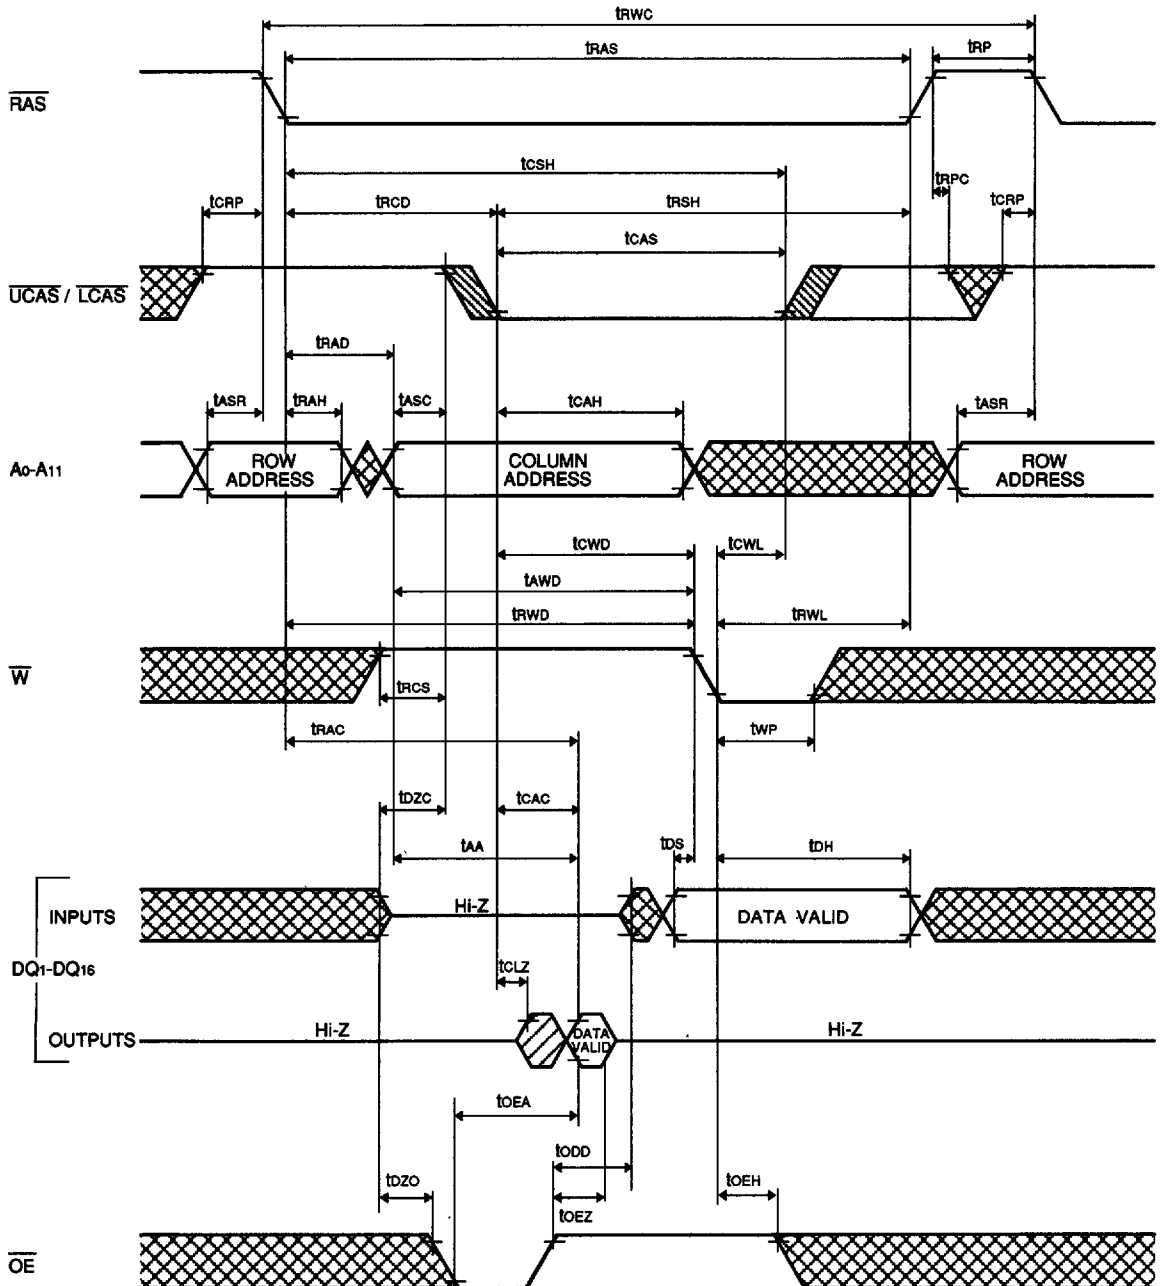 tRWC
tRAS
tRP
RAS
tCSH
tRPC
tCRP
tRCD
tRSH
tCRP
tCAS
UCAS / LCAS
tRAD
tASR
tRAH
tASC
tCAH
tASR
A0-A11
ROW
ADDRESS
COLUMN
ADDRESS
ROW
ADDRESS
tCWD
tCWL
tAWD
tRWD
tRWL
W
tRCS
tRAC
tWP
tDZC
tCAC
tAA
tDS
tDH
INPUTS
Hi-Z
DATA VALID
DQ1-DQ16
tCLZ
OUTPUTS
Hi-Z
DATA
VALID
Hi-Z
tOEA
tODD
tDZO
tOEZ
tOEH
OE